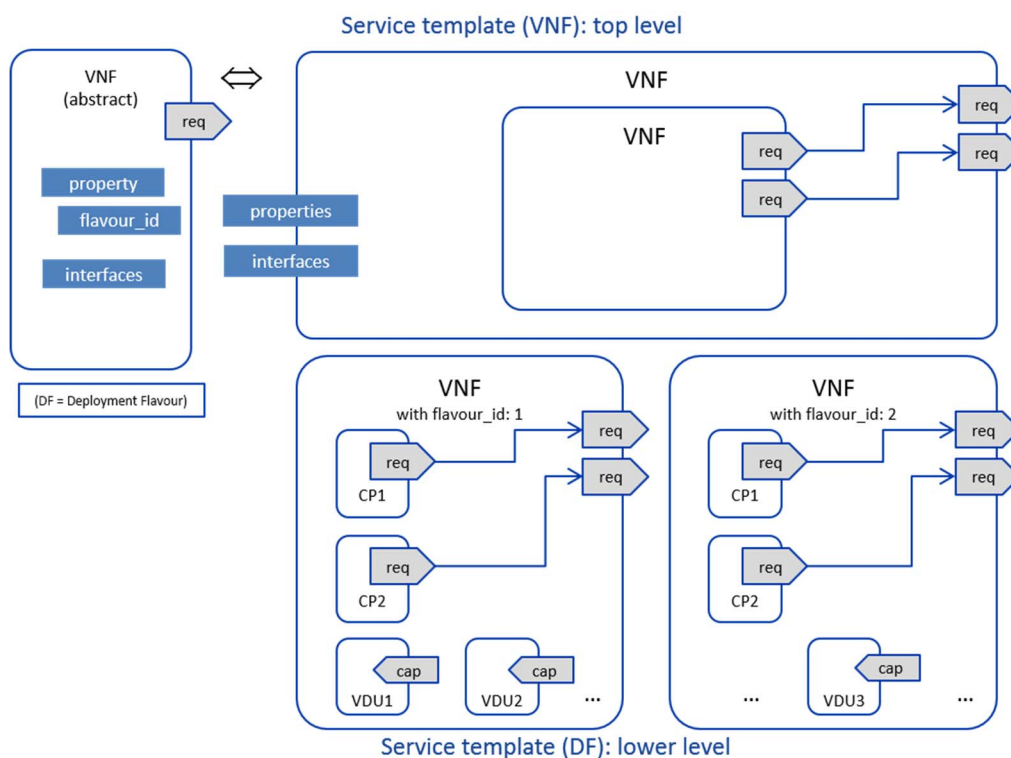 Service template (VNF): top level
VNF
(abstract)
req
property
flavour_id
interfaces
(DF = Deployment Flavour)
VNF
VNF
req
req
req
req
properties
interfaces
VNF
with flavour_id: 1
req
req
req
CP1
req
CP2
cap
VDU1
cap
VDU2
...
VNF
with flavour_id: 2
req
req
req
CP1
req
CP2
...
cap
VDU3
...
Service template (DF): lower level